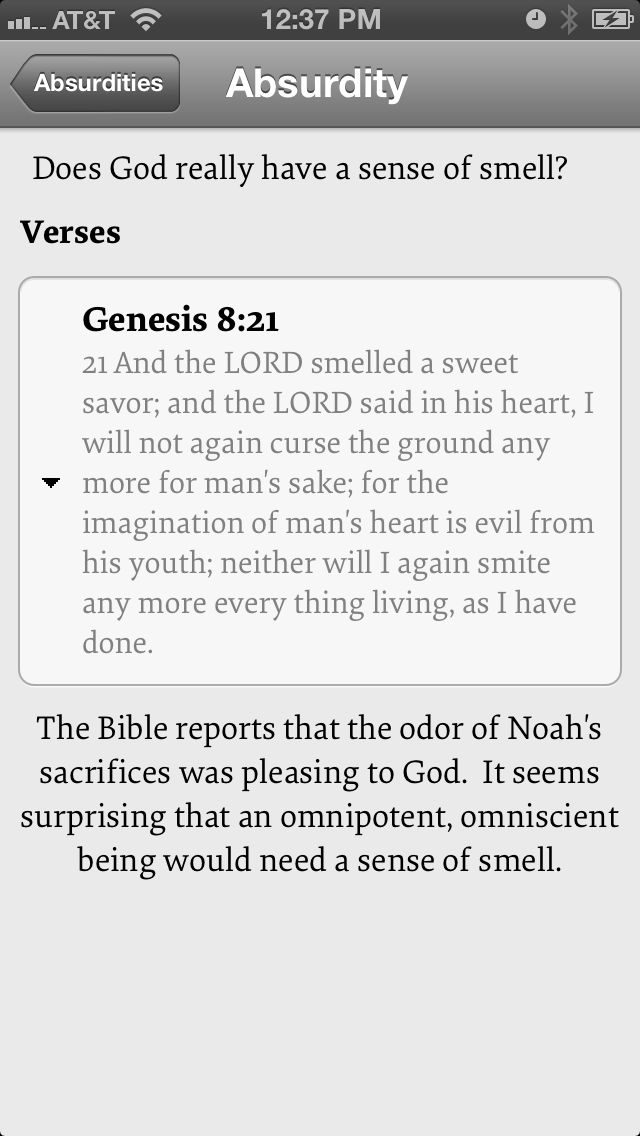 AT&T 12:37 PM
Absurdities Absurdity
Does God really have a sense of smell?
Verses
Genesis 8:21
21 And the LORD smelled a sweet
savor; and the LORD said in his heart, I
will not again curse the ground any
more for man's sake; for the
imagination of man's heart is evil from
his youth; neither will I again smite
any more every thing living, as I have
done.
The Bible reports that the odor of Noah's
sacrifices was pleasing to God.  It seems
surprising that an omnipotent, omniscient
being would need a sense of smell.